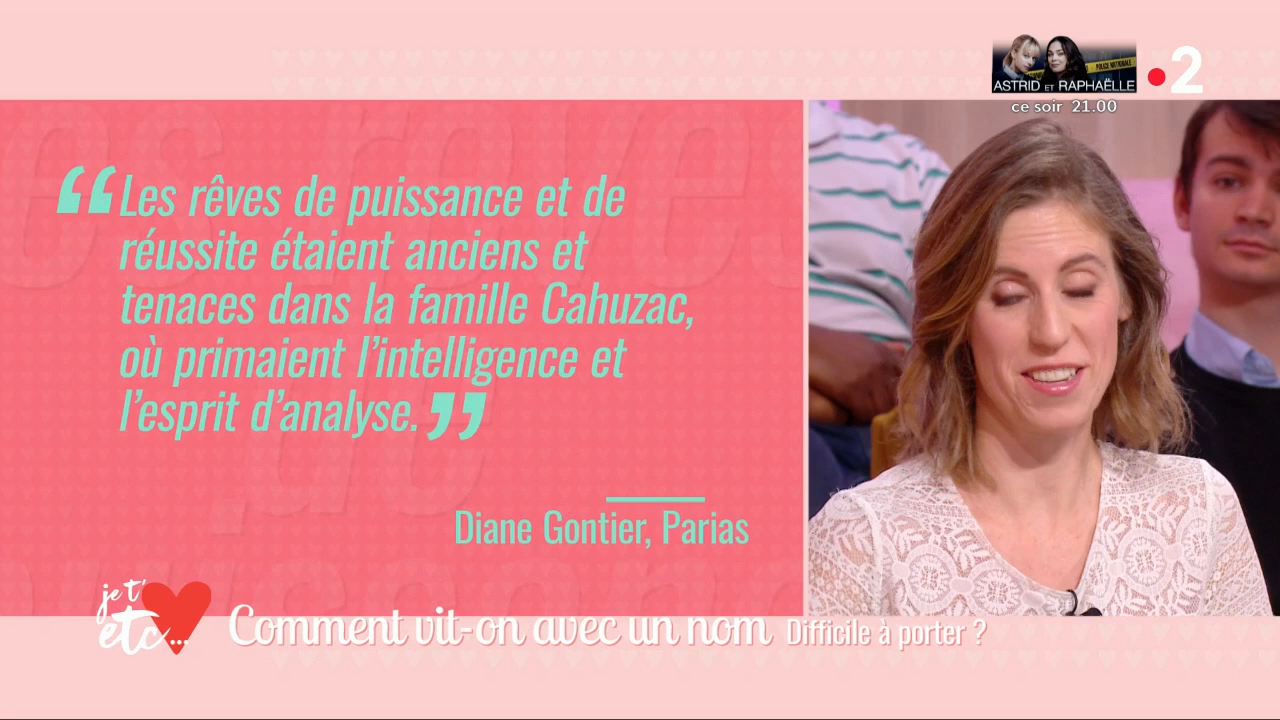 POLICE NATIONALE
ASTRID ET RAPHAËLLE
ce soir 21.00
2
“Les rêves de puissance et de
réussite étaient anciens et
tenaces dans la famille Cahuzac,
où primaient l’intelligence et
l’esprit d’analyse.”
Diane Gontier, Parias
je t'
etc...
Comment vit-on avec un nom Difficile à porter ?